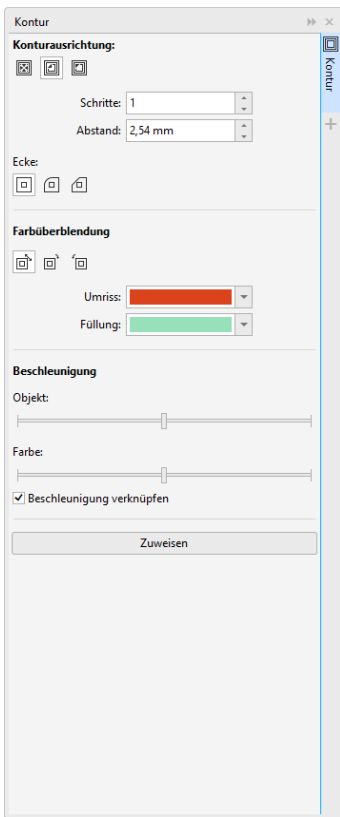 Kontur
Konturausrichtung:
Schritte: 1
Abstand: 2,54 mm
Ecke:
Farbüberblendung
Umriss:
Füllung:
Beschleunigung
Objekt:
Farbe:
Beschleunigung verknüpfen
Zuweisen
Kontur